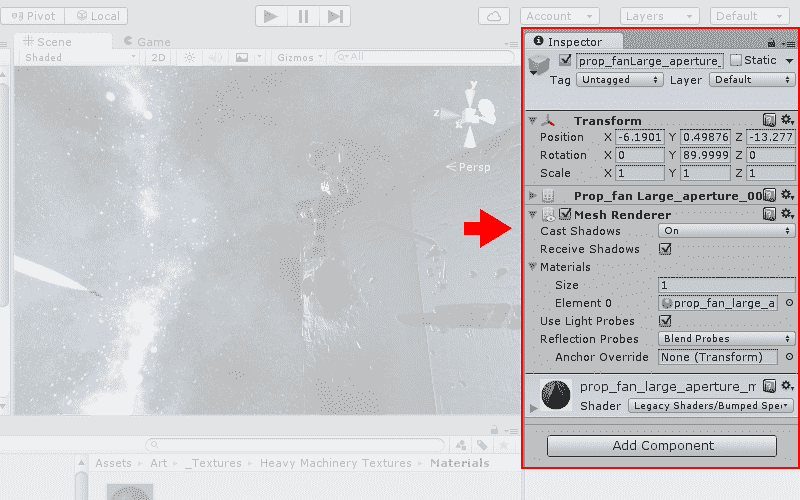 Pivot Local Account Layers Default
Scene Game
Shaded 2D Gizmos All
Z X Y
Persp
Inspector
prop_fanLarge_aperture_ Static
Tag Untagged Layer Default
Transform
Position X -6.1901 Y 0.49876 Z -13.277
Rotation X 0 Y 89.9999 Z 0
Scale X 1 Y 1 Z 1
Prop_fan Large_aperture_00
Mesh Renderer
Cast Shadows On
Receive Shadows
Materials
Size 1
Element 0 prop_fan_large_a
Use Light Probes
Reflection Probes Blend Probes
Anchor Override None (Transform)
prop_fan_large_aperture_m
Shader Legacy Shaders/Bumped Spe
Add Component
Assets Art _Textures Heavy Machinery Textures Materials